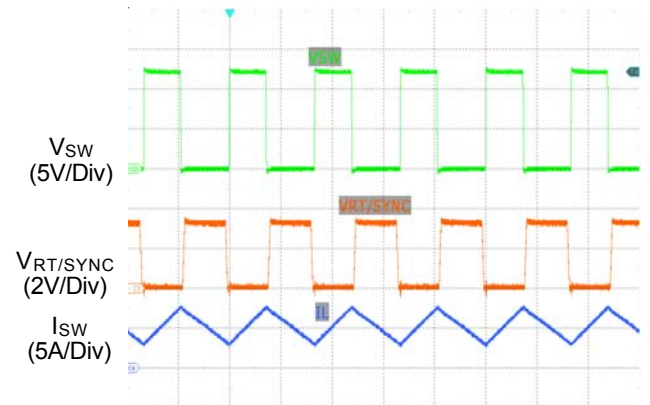 VSW
VSW
(5V/Div)
VRT/SYNC
VRT/SYNC
(2V/Div)
IL
ISW
(5A/Div)